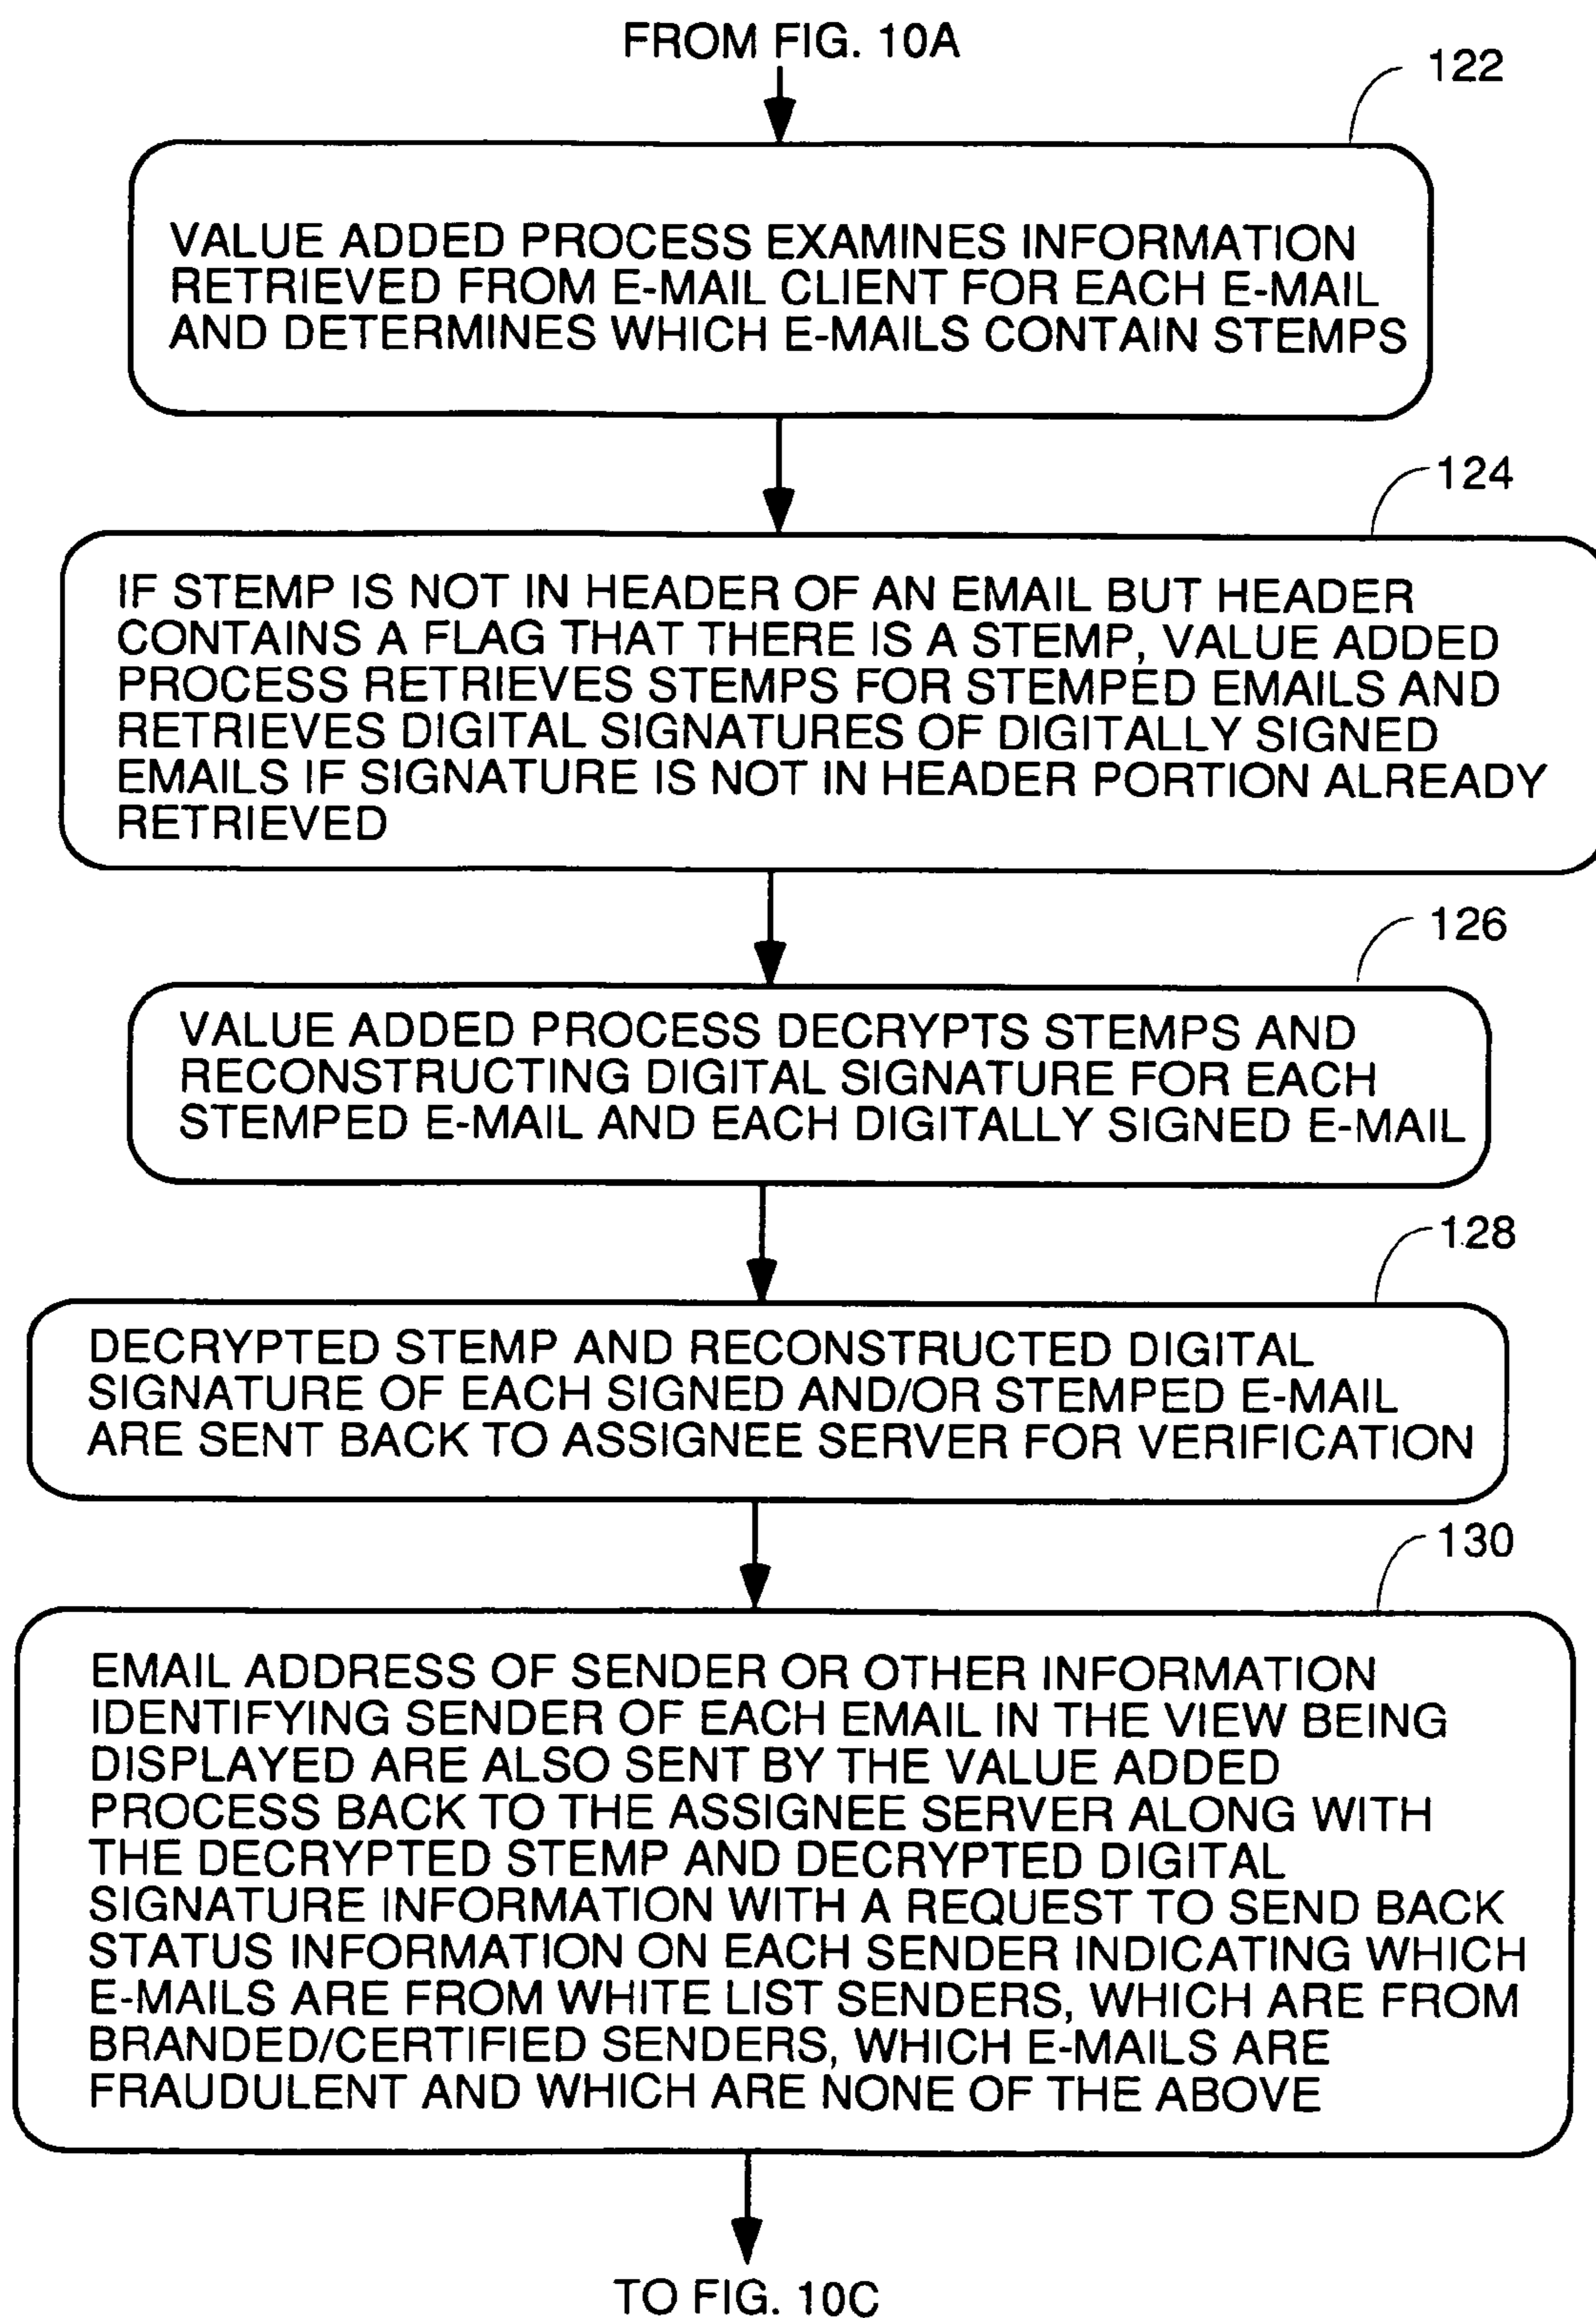 FROM FIG. 10A
122
VALUE ADDED PROCESS EXAMINES INFORMATION
RETRIEVED FROM E-MAIL CLIENT FOR EACH E-MAIL
AND DETERMINES WHICH E-MAILS CONTAIN STEMPS
124
IF STEMP IS NOT IN HEADER OF AN EMAIL BUT HEADER
CONTAINS A FLAG THAT THERE IS A STEMP, VALUE ADDED
PROCESS RETRIEVES STEMPS FOR STEMPED EMAILS AND
RETRIEVES DIGITAL SIGNATURES OF DIGITALLY SIGNED
EMAILS IF SIGNATURE IS NOT IN HEADER PORTION ALREADY
RETRIEVED
126
VALUE ADDED PROCESS DECRYPTS STEMPS AND
RECONSTRUCTING DIGITAL SIGNATURE FOR EACH
STEMPED E-MAIL AND EACH DIGITALLY SIGNED E-MAIL
128
DECRYPTED STEMP AND RECONSTRUCTED DIGITAL
SIGNATURE OF EACH SIGNED AND/OR STEMPED E-MAIL
ARE SENT BACK TO ASSIGNEE SERVER FOR VERIFICATION
130
EMAIL ADDRESS OF SENDER OR OTHER INFORMATION
IDENTIFYING SENDER OF EACH EMAIL IN THE VIEW BEING
DISPLAYED ARE ALSO SENT BY THE VALUE ADDED
PROCESS BACK TO THE ASSIGNEE SERVER ALONG WITH
THE DECRYPTED STEMP AND DECRYPTED DIGITAL
SIGNATURE INFORMATION WITH A REQUEST TO SEND BACK
STATUS INFORMATION ON EACH SENDER INDICATING WHICH
E-MAILS ARE FROM WHITE LIST SENDERS, WHICH ARE FROM
BRANDED/CERTIFIED SENDERS, WHICH E-MAILS ARE
FRAUDULENT AND WHICH ARE NONE OF THE ABOVE
TO FIG. 10C